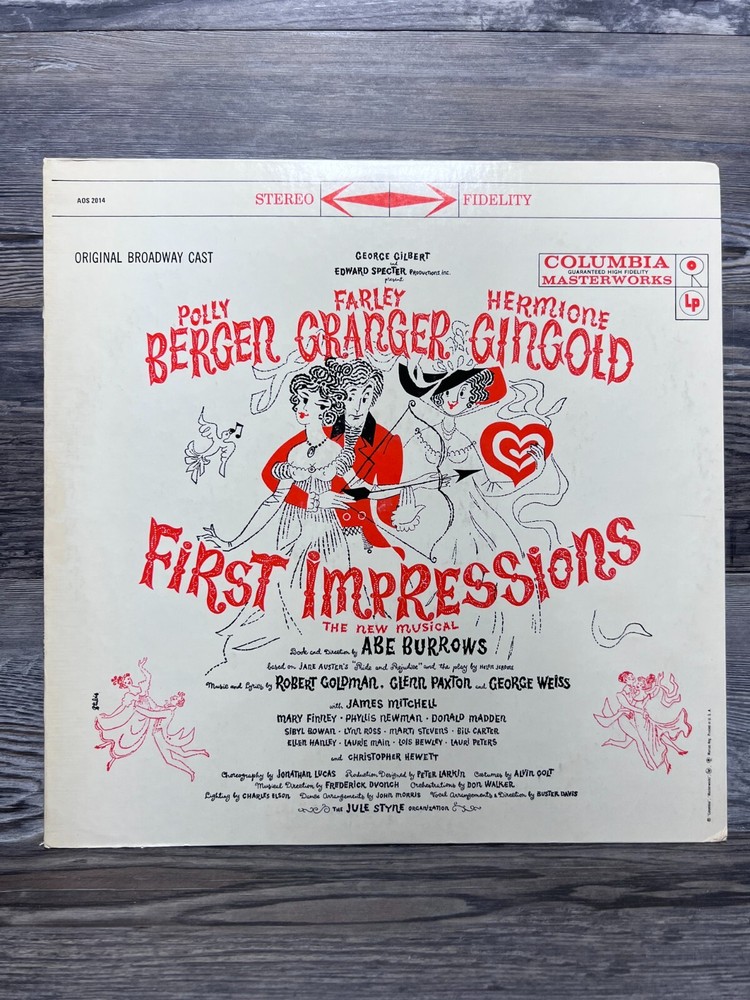 AOS 2014
STEREO FIDELITY
ORIGINAL BROADWAY CAST
GEORGE GILBERT
and
EDWARD SPECTER PRODUCTIONS, INC.
present
COLUMBIA
GUARANTEED HIGH FIDELITY
MASTERWORKS
Lp
POLLY FARLEY HERMIONE
BERGEN GRANGER GINGOLD
FIRST IMPRESSIONS
THE NEW MUSICAL
Book and Direction by ABE BURROWS
based on JANE AUSTEN'S "Pride and Prejudice" and the play by HELEN JEROME
Music and Lyrics by ROBERT GOLDMAN, GLENN PAXTON and GEORGE WEISS
with JAMES MITCHELL
MARY FINNEY · PHYLLIS NEWMAN · DONALD MADDEN
SIBYL BOWAN · LYNN ROSS · MARTI STEVENS · BILL CARTER
ELLEN HANLEY · LAURIE MAIN · LOIS BEWLEY · LAURI PETERS
and CHRISTOPHER HEWETT
Choreography by JONATHAN LUCAS Production Designed by PETER LARKIN Costumes by ALVIN COLT
Musical Direction by FREDERICK DVONCH Orchestrations by DON WALKER
Lighting by CHARLES ELSON Dance Arrangements by JOHN MORRIS Vocal Arrangements & Direction by BUSTER DAVIS
THE JULE STYNE ORGANIZATION